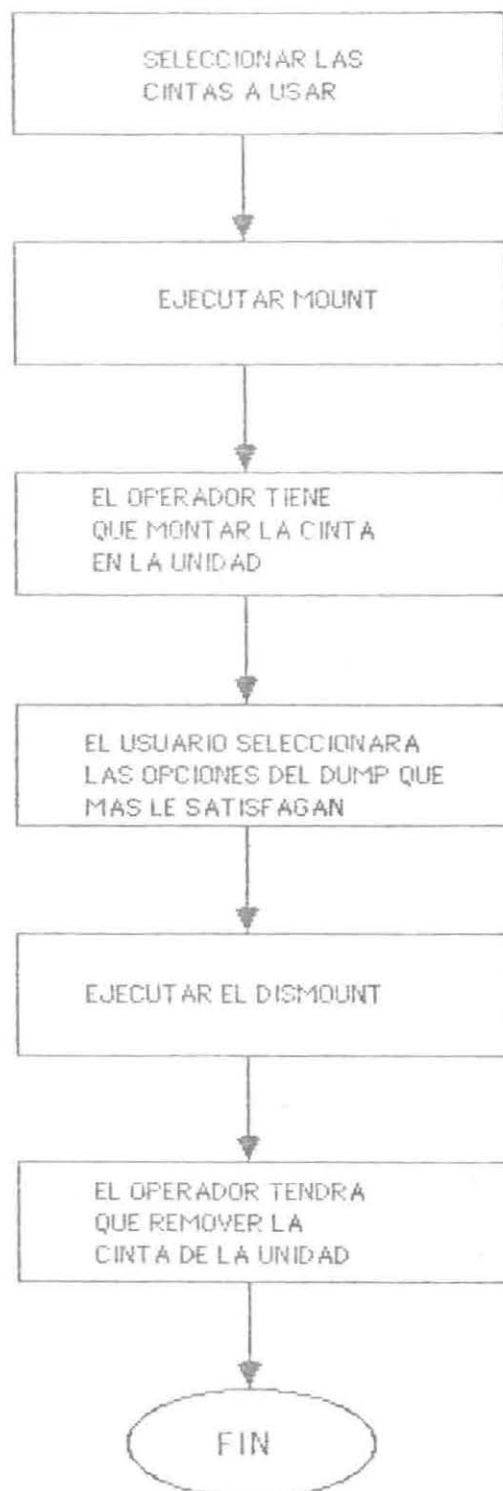 SELECCIONAR LAS
CINTAS A USAR
EJECUTAR MOUNT
EL OPERADOR TIENE
QUE MONTAR LA CINTA
EN LA UNIDAD
EL USUARIO SELECCIONARA
LAS OPCIONES DEL DUMP QUE
MAS LE SATISFAGAN
EJECUTAR EL DISMOUNT
EL OPERADOR TENDRA
QUE REMOVER LA
CINTA DE LA UNIDAD
FIN